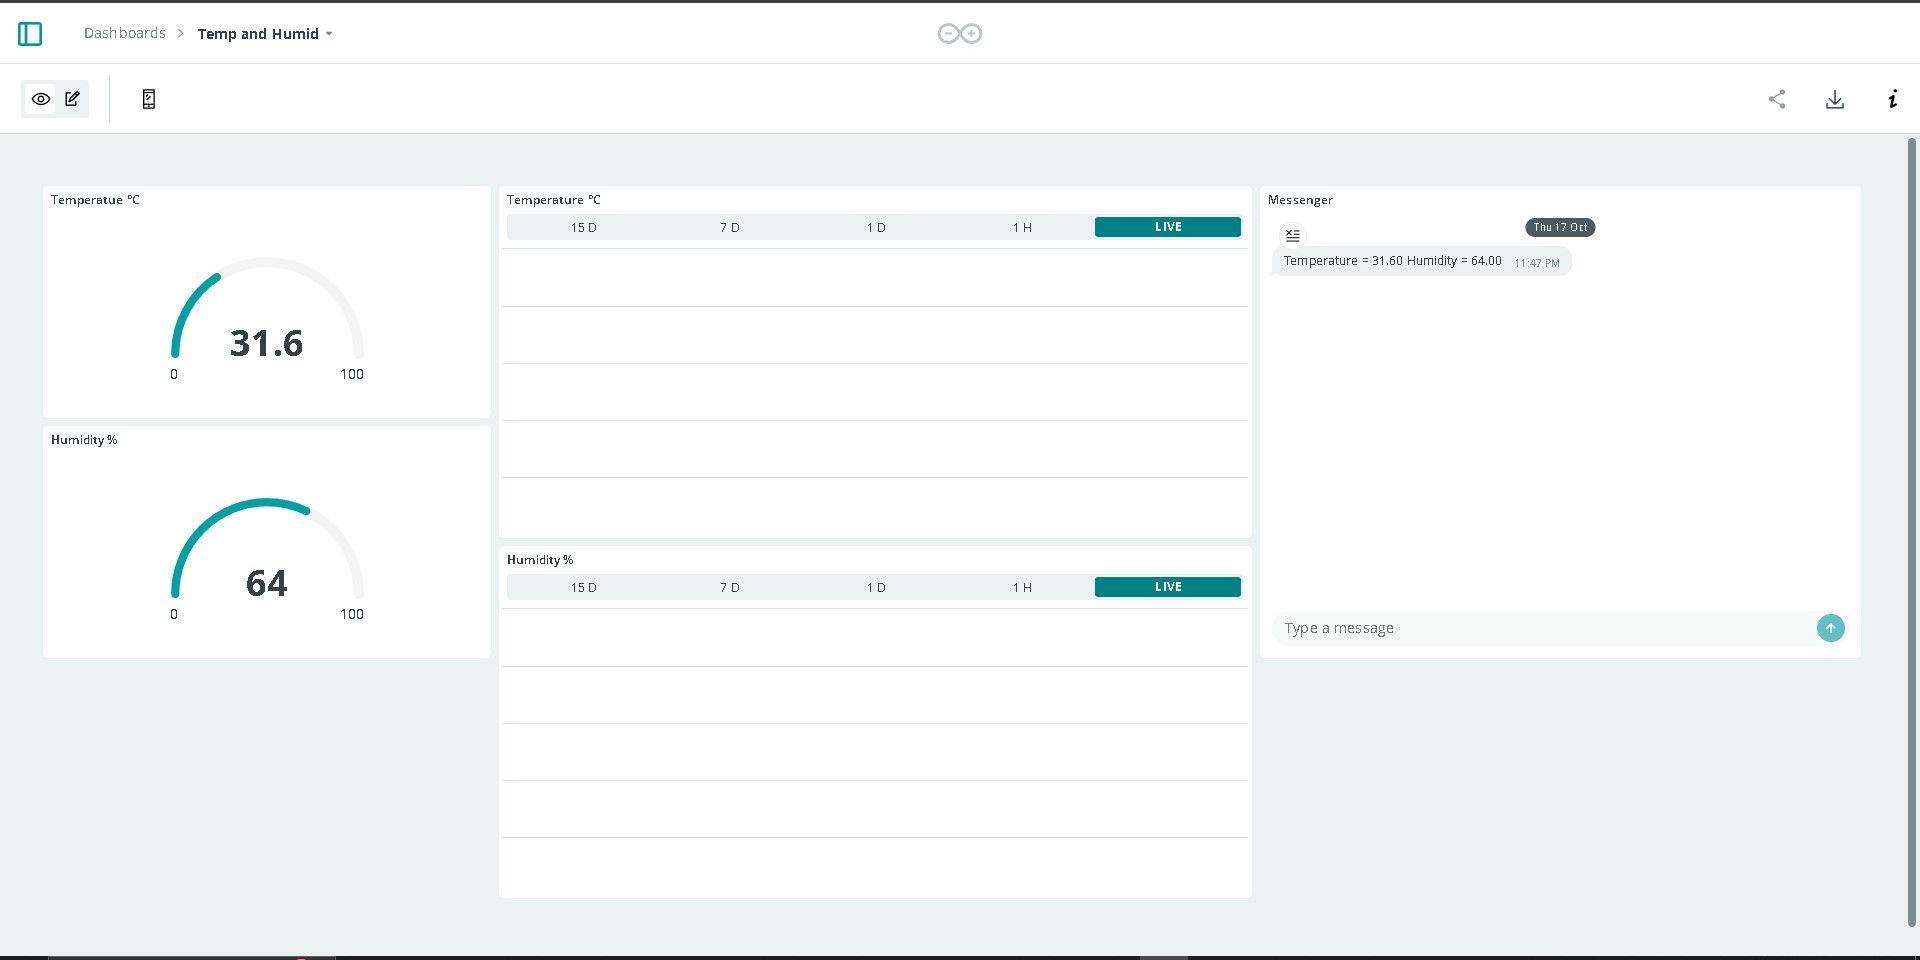 Dashboards > Temp and Humid
Temperatue °C
31.6
0 100
Humidity %
64
0 100
Temperature °C
15 D 7 D 1 D 1 H LIVE
Humidity %
15 D 7 D 1 D 1 H LIVE
Messenger
Thu 17 Oct
Temperature = 31.60 Humidity = 64.00 11:47 PM
Type a message